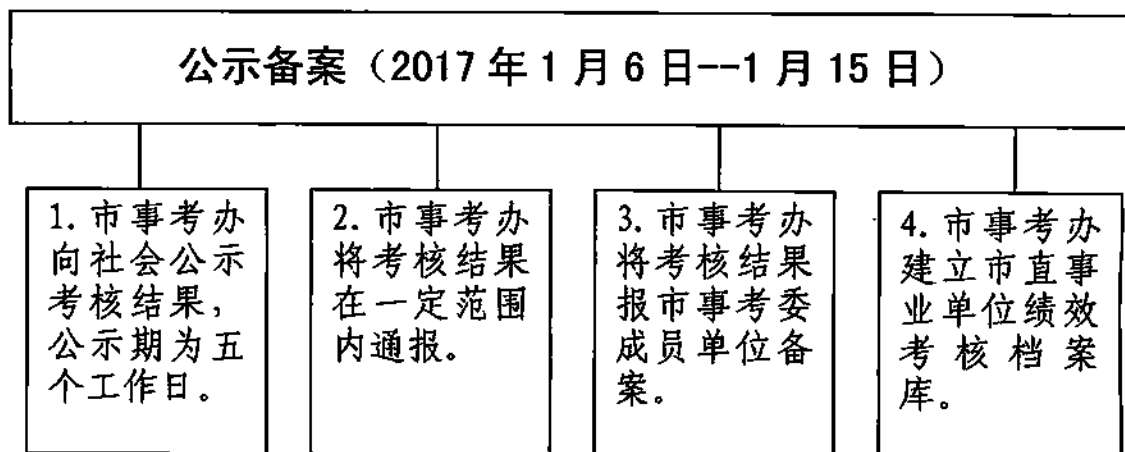 公示备案（2017年1月6日--1月15日）
1. 市事考办
向社会公示
考核结果，
公示期为五
个工作日。
2. 市事考办
将考核结果
在一定范围
内通报。
3. 市事考办
将考核结果
报市事考委
成员单位备
案。
4. 市事考办
建立市直事
业单位绩效
考核档案
库。